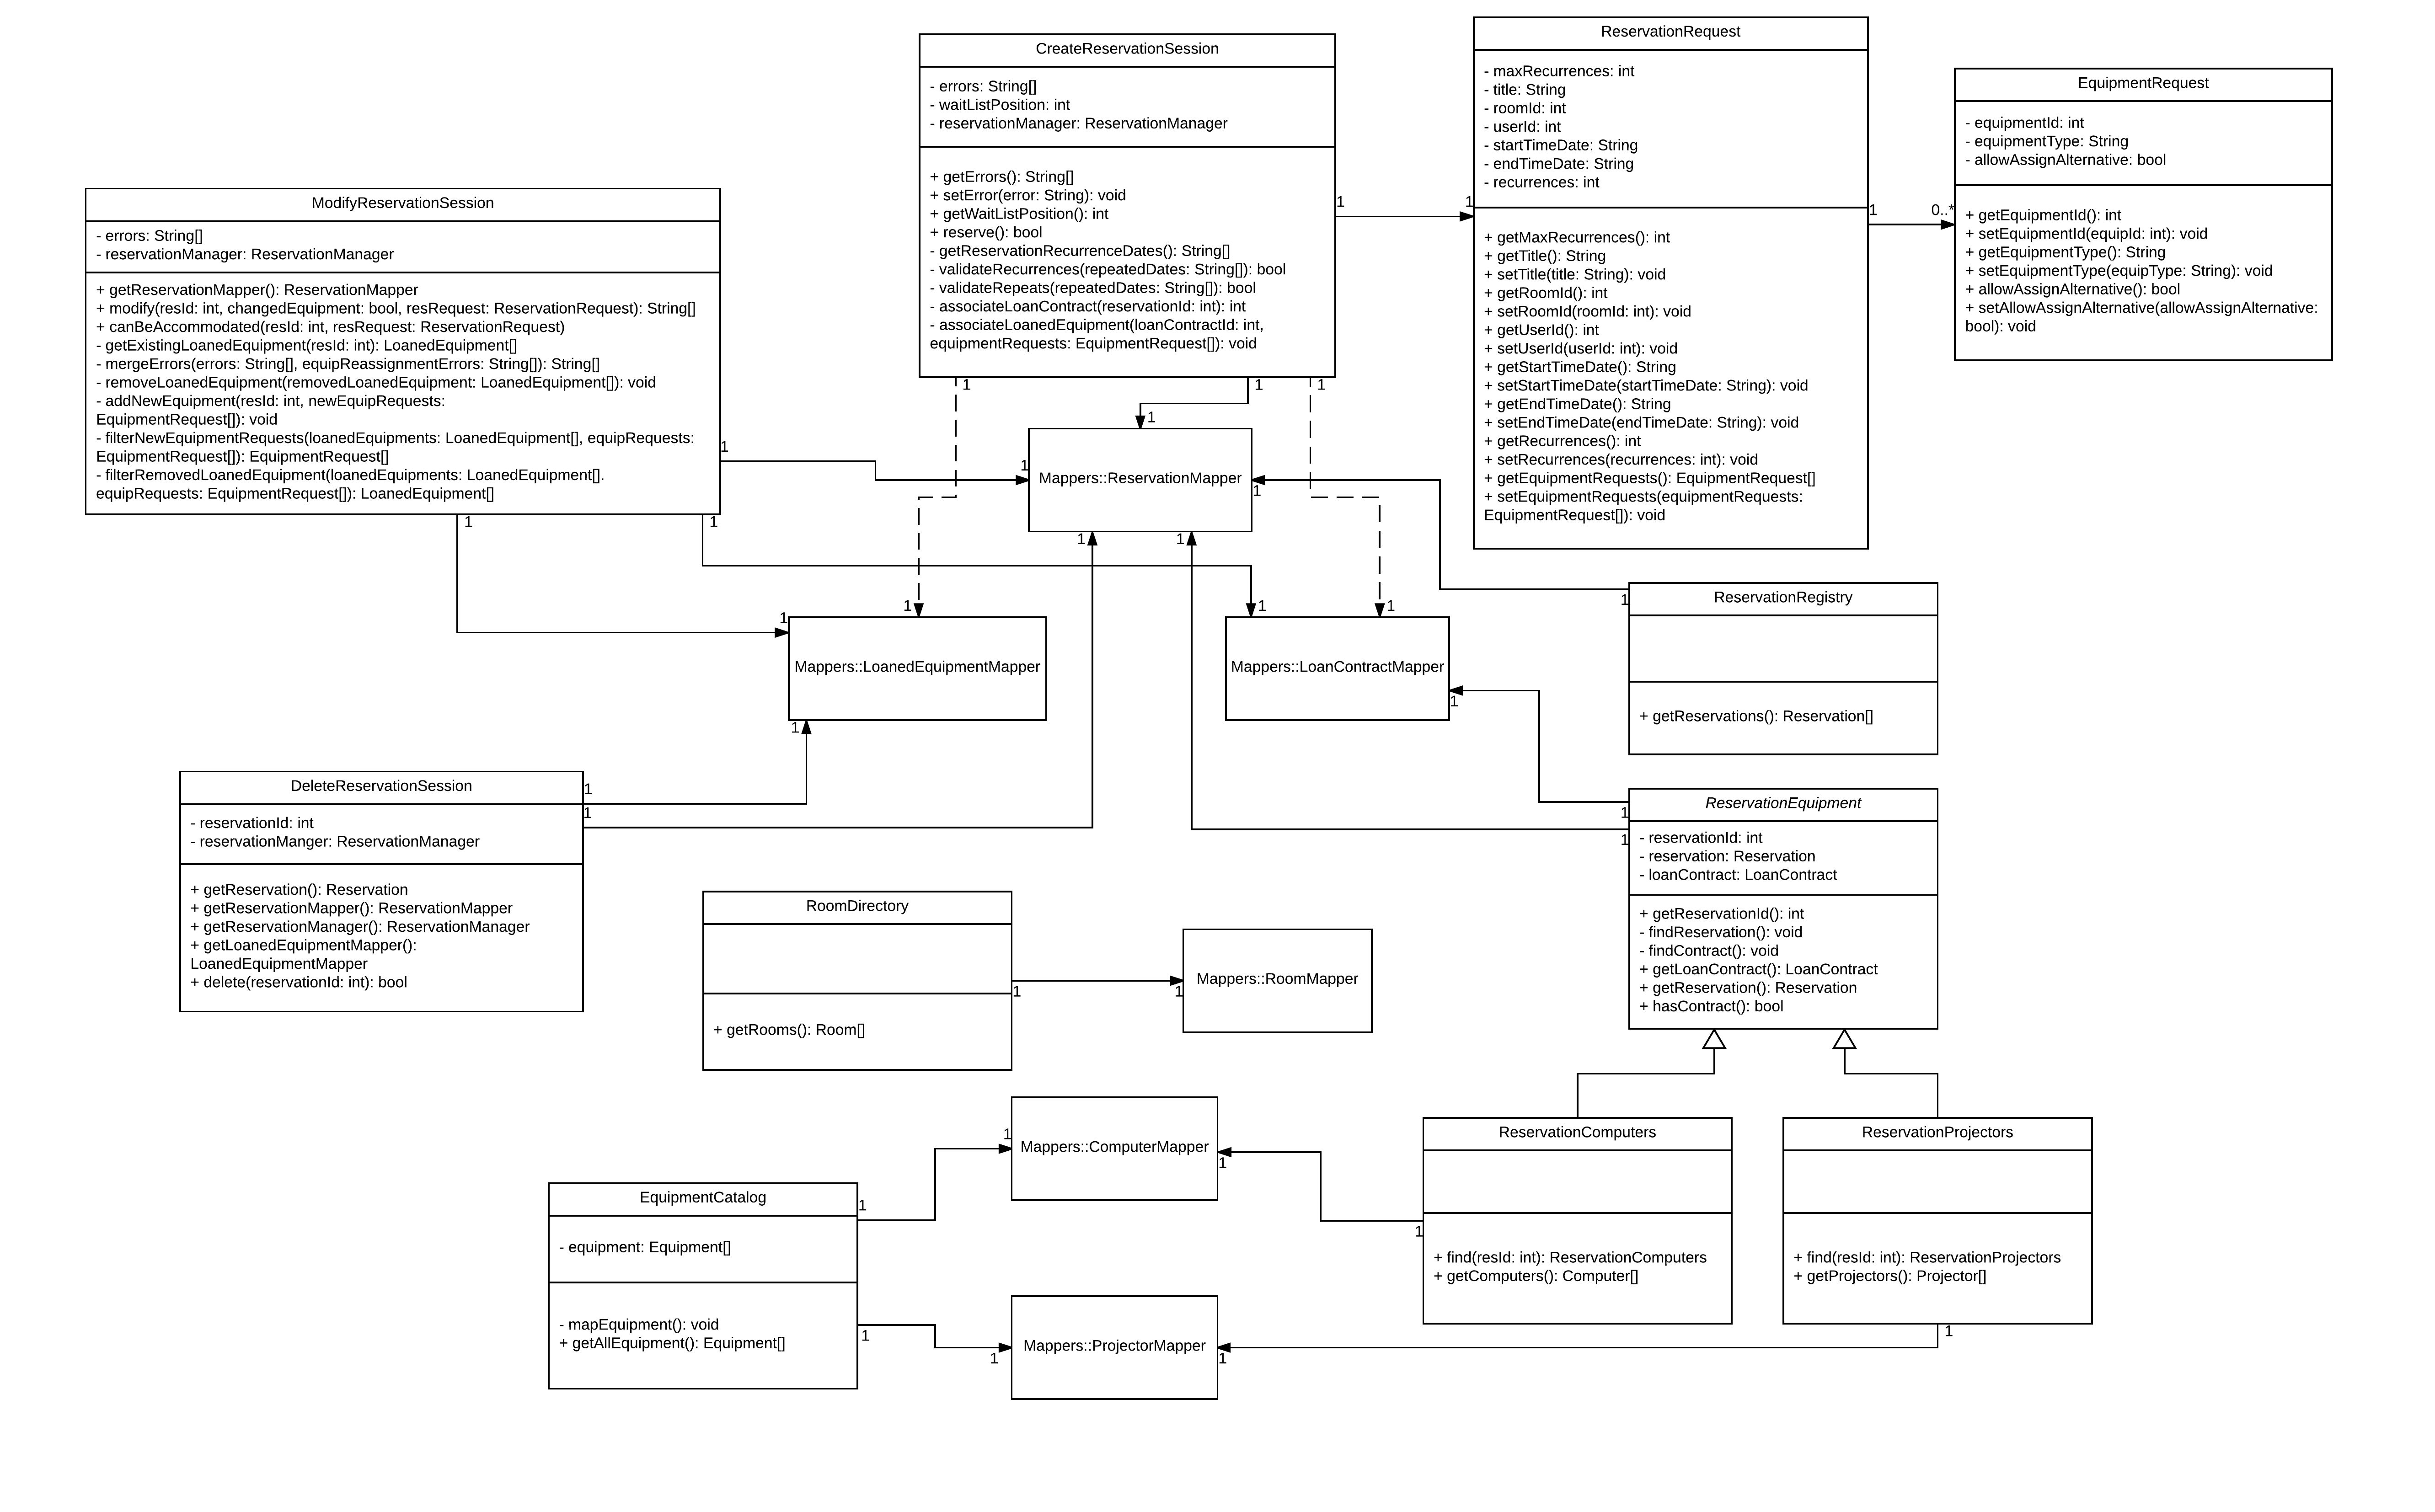 CreateReservationSession
- errors: String[]
- waitListPosition: int
- reservationManager: ReservationManager
+ getErrors(): String[]
+ setError(error: String): void
+ getWaitListPosition(): int
+ reserve(): bool
- getReservationRecurrenceDates(): String[]
- validateRecurrences(repeatedDates: String[]): bool
- validateRepeats(repeatedDates: String[]): bool
- associateLoanContract(reservationId: int): int
- associateLoanedEquipment(loanContractId: int,
equipmentRequests: EquipmentRequest[]): void
1
1
1
1
1
ReservationRequest
- maxRecurrences: int
- title: String
- roomId: int
- userId: int
- startTimeDate: String
- endTimeDate: String
- recurrences: int
+ getMaxRecurrences(): int
+ getTitle(): String
+ setTitle(title: String): void
+ getRoomId(): int
+ setRoomId(roomId: int): void
+ getUserId(): int
+ setUserId(userId: int): void
+ getStartTimeDate(): String
+ setStartTimeDate(startTimeDate: String): void
+ getEndTimeDate(): String
+ setEndTimeDate(endTimeDate: String): void
+ getRecurrences(): int
+ setRecurrences(recurrences: int): void
+ getEquipmentRequests(): EquipmentRequest[]
+ setEquipmentRequests(equipmentRequests:
EquipmentRequest[]): void
1
0..*
EquipmentRequest
- equipmentId: int
- equipmentType: String
- allowAssignAlternative: bool
+ getEquipmentId(): int
+ setEquipmentId(equipId: int): void
+ getEquipmentType(): String
+ setEquipmentType(equipType: String): void
+ allowAssignAlternative(): bool
+ setAllowAssignAlternative(allowAssignAlternative:
bool): void
ModifyReservationSession
- errors: String[]
- reservationManager: ReservationManager
+ getReservationMapper(): ReservationMapper
+ modify(resId: int, changedEquipment: bool, resRequest: ReservationRequest): String[]
+ canBeAccommodated(resId: int, resRequest: ReservationRequest)
- getExistingLoanedEquipment(resId: int): LoanedEquipment[]
- mergeErrors(errors: String[], equipReassignmentErrors: String[]): String[]
- removeLoanedEquipment(removedLoanedEquipment: LoanedEquipment[]): void
- addNewEquipment(resId: int, newEquipRequests:
EquipmentRequest[]): void
- filterNewEquipmentRequests(loanedEquipments: LoanedEquipment[], equipRequests:
EquipmentRequest[]): EquipmentRequest[]
- filterRemovedLoanedEquipment(loanedEquipments: LoanedEquipment[].
equipRequests: EquipmentRequest[]): LoanedEquipment[]
1
1
1
1
1
1
Mappers::ReservationMapper
1
1
1
1
Mappers::LoanedEquipmentMapper
1
1
1
Mappers::LoanContractMapper
1
1
ReservationRegistry
+ getReservations(): Reservation[]
DeleteReservationSession
- reservationId: int
- reservationManger: ReservationManager
+ getReservation(): Reservation
+ getReservationMapper(): ReservationMapper
+ getReservationManager(): ReservationManager
+ getLoanedEquipmentMapper():
LoanedEquipmentMapper
+ delete(reservationId: int): bool
1
1
1
1
ReservationEquipment
- reservationId: int
- reservation: Reservation
- loanContract: LoanContract
+ getReservationId(): int
- findReservation(): void
- findContract(): void
+ getLoanContract(): LoanContract
+ getReservation(): Reservation
+ hasContract(): bool
RoomDirectory
+ getRooms(): Room[]
1
1
Mappers::RoomMapper
1
Mappers::ComputerMapper
1
ReservationComputers
+ find(resId: int): ReservationComputers
+ getComputers(): Computer[]
1
ReservationProjectors
+ find(resId: int): ReservationProjectors
+ getProjectors(): Projector[]
1
EquipmentCatalog
- equipment: Equipment[]
- mapEquipment(): void
+ getAllEquipment(): Equipment[]
1
1
1
Mappers::ProjectorMapper
1